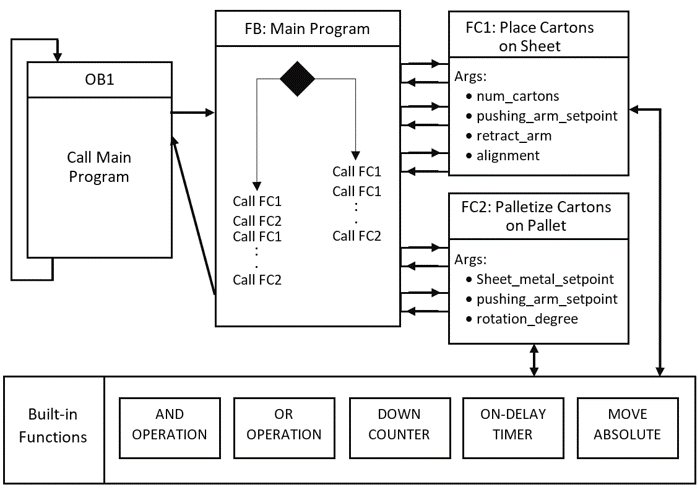 OB1
Call Main
Program
FB: Main Program
Call FC1
Call FC2
Call FC1
:
.
Call FC2
Call FC1
Call FC1
:
.
Call FC2
FC1: Place Cartons
on Sheet
Args:
• num_cartons
• pushing_arm_setpoint
• retract_arm
• alignment
FC2: Palletize Cartons
on Pallet
Args:
• Sheet_metal_setpoint
• pushing_arm_setpoint
• rotation_degree
Built-in
Functions
AND
OPERATION
OR
OPERATION
DOWN
COUNTER
ON-DELAY
TIMER
MOVE
ABSOLUTE